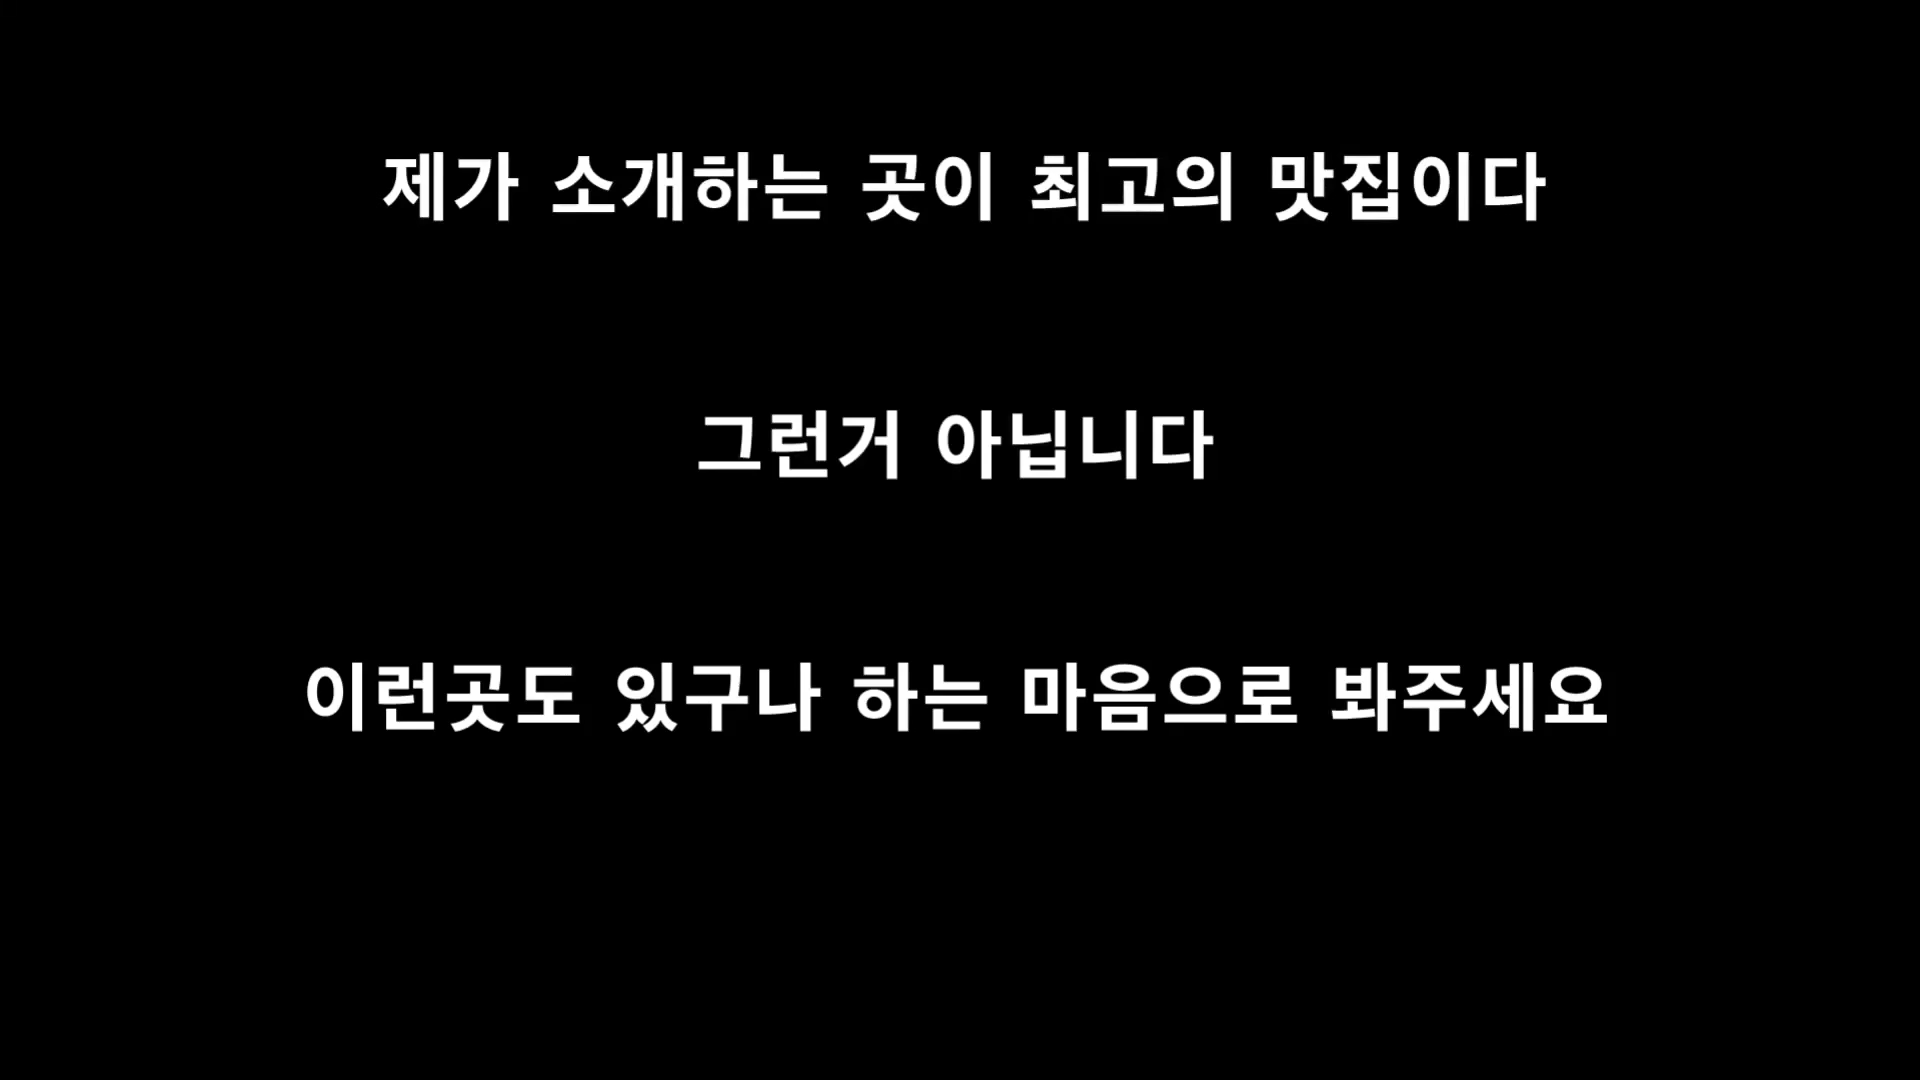 제가 소개하는 곳이 최고의 맛집이다
그런거 아닙니다
이런곳도 있구나 하는 마음으로 봐주세요